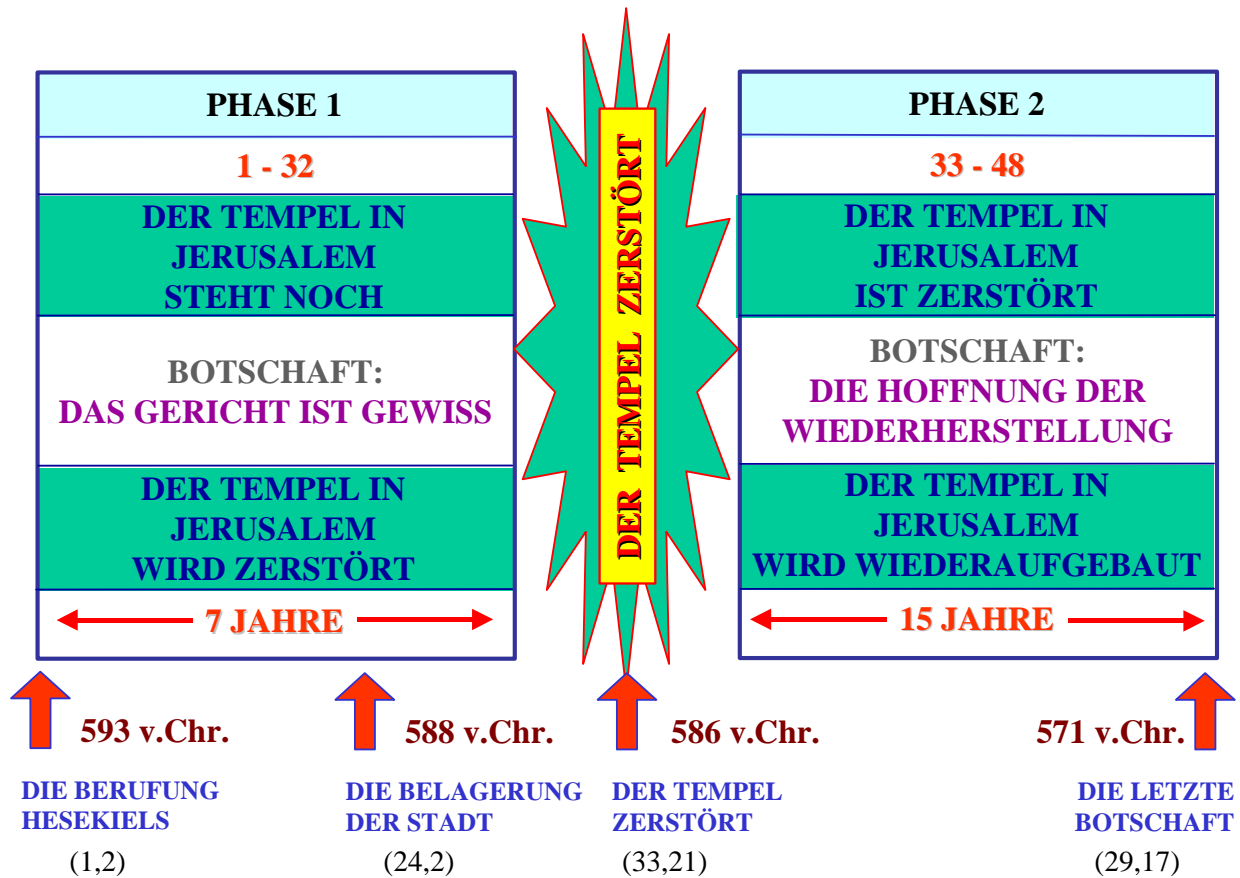 PHASE 1
1 - 32
DER TEMPEL IN
JERUSALEM
STEHT NOCH
BOTSCHAFT:
DAS GERICHT IST GEWISS
DER TEMPEL IN
JERUSALEM
WIRD ZERSTÖRT
7 JAHRE
DER TEMPEL ZERSTÖRT
PHASE 2
33 - 48
DER TEMPEL IN
JERUSALEM
IST ZERSTÖRT
BOTSCHAFT:
DIE HOFFNUNG DER
WIEDERHERSTELLUNG
DER TEMPEL IN
JERUSALEM
WIRD WIEDERAUFGEBAUT
15 JAHRE
593 v.Chr.
DIE BERUFUNG
HESEKIELS
(1,2)
588 v.Chr.
DIE BELAGERUNG
DER STADT
(24,2)
586 v.Chr.
DER TEMPEL
ZERSTÖRT
(33,21)
571 v.Chr.
DIE LETZTE
BOTSCHAFT
(29,17)